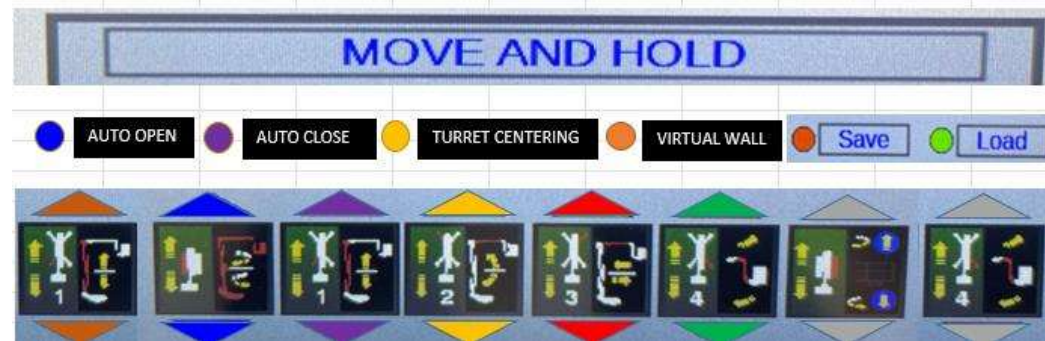 MOVE AND HOLD
AUTO OPEN AUTO CLOSE TURRET CENTERING VIRTUAL WALL Save Load
1 1 2 3 4 4